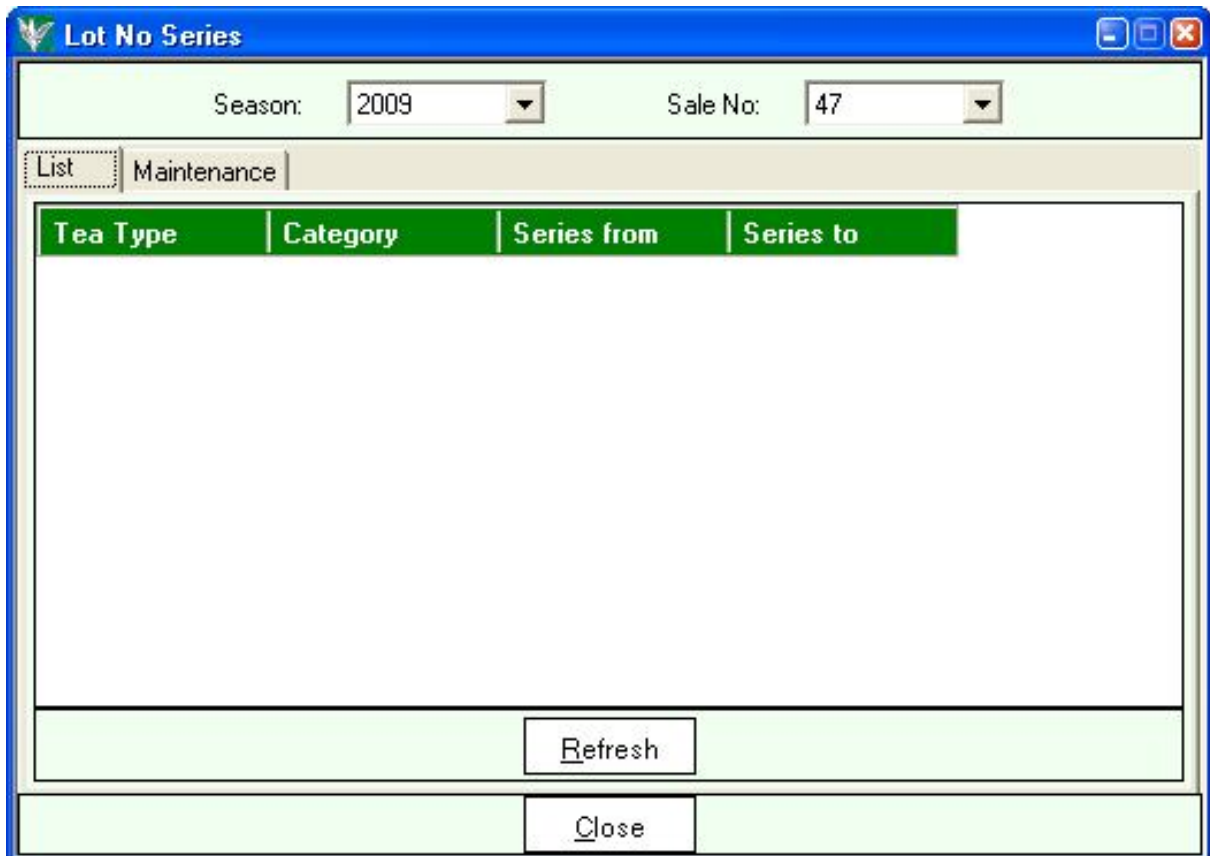 Lot No Series
Season: 2009 Sale No: 47
List Maintenance
Tea Type Category Series from Series to
Refresh
Close